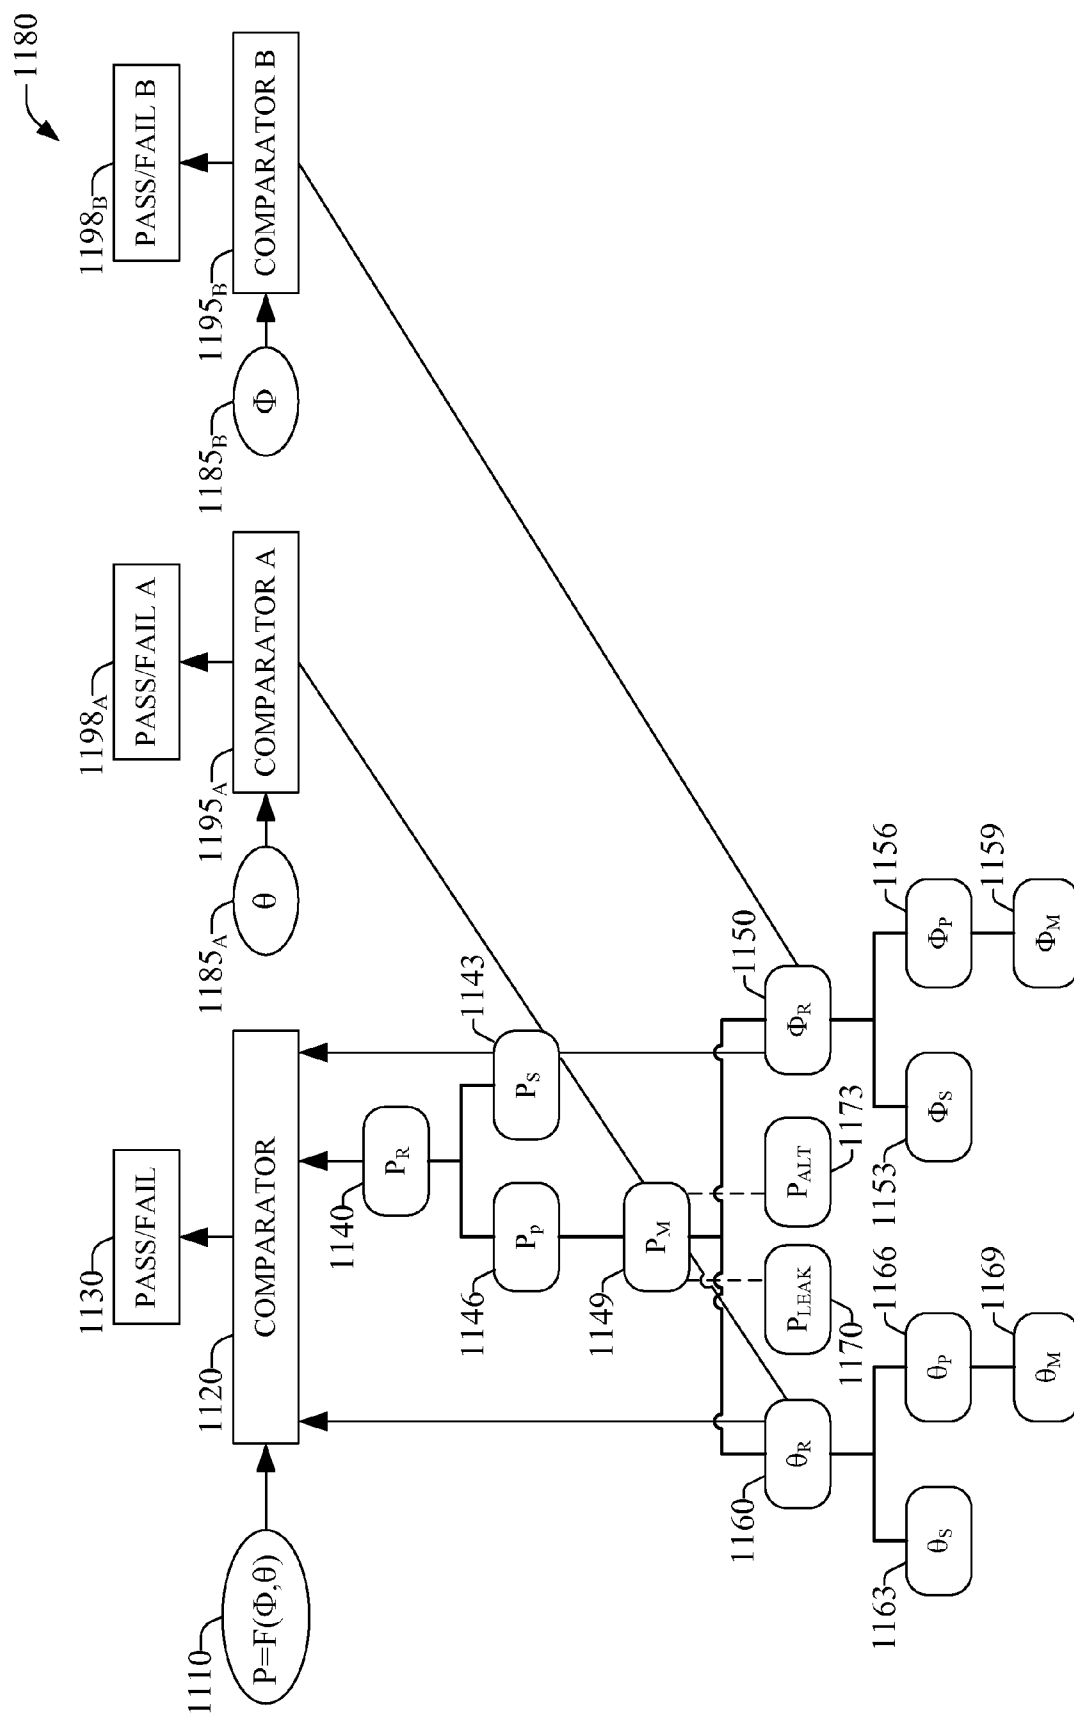 1180
1130
PASS/FAIL
1198A
PASS/FAIL A
1198B
PASS/FAIL B
1110
P=F(Φ,θ)
1120
COMPARATOR
1185A
θ
1195A
COMPARATOR A
1185B
Φ
1195B
COMPARATOR B
1140
PR
1146
Pp
1143
PS
1149
PM
1160
θR
1170
PLEAK
1173
PALT
1150
ΦR
1163
θS
1166
θP
1153
ΦS
1156
ΦP
1169
θM
1159
ΦM